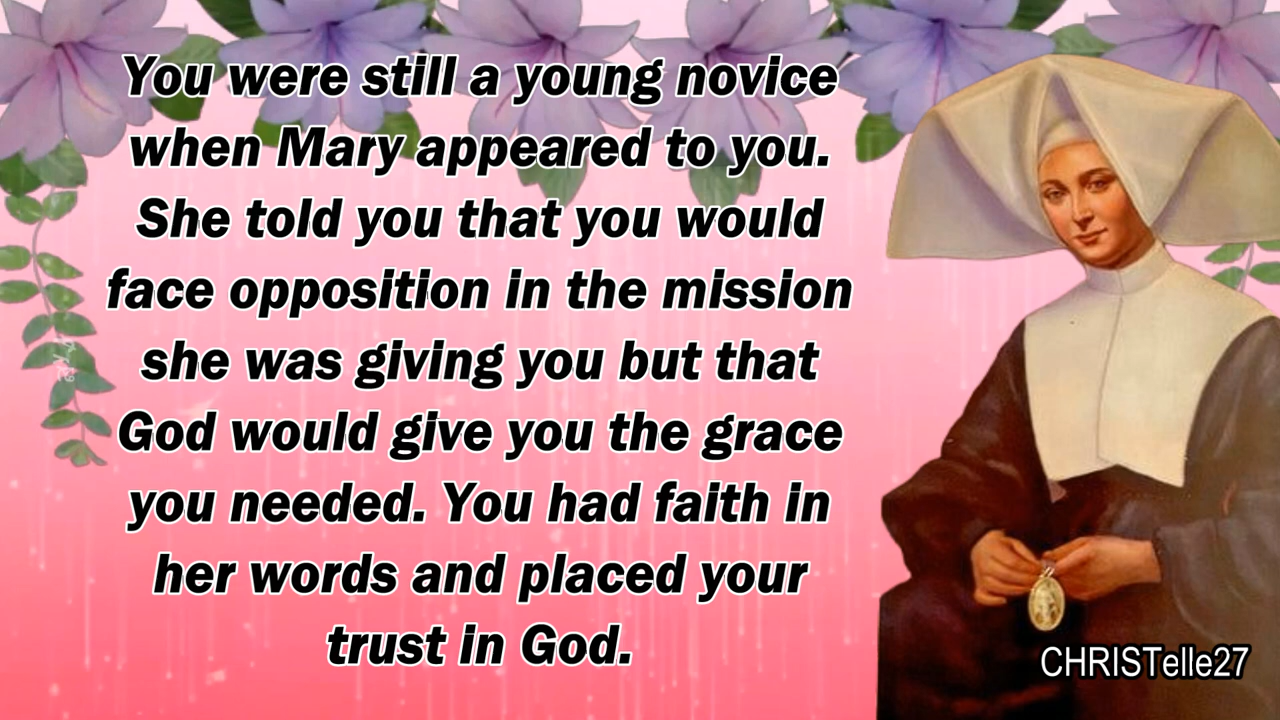 You were still a young novice
when Mary appeared to you.
She told you that you would
face opposition in the mission
she was giving you but that
God would give you the grace
you needed. You had faith in
her words and placed your
trust in God.
CHRISTelle27